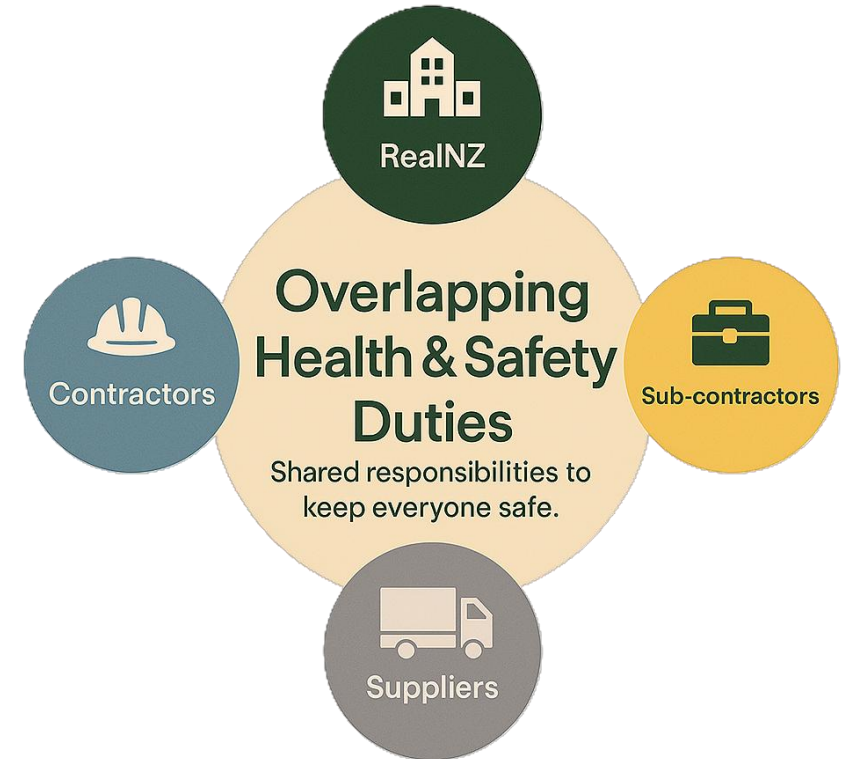 RealNZ
Overlapping
Health & Safety
Duties
Shared responsibilities to
keep everyone safe.
Contractors
Sub-contractors
Suppliers